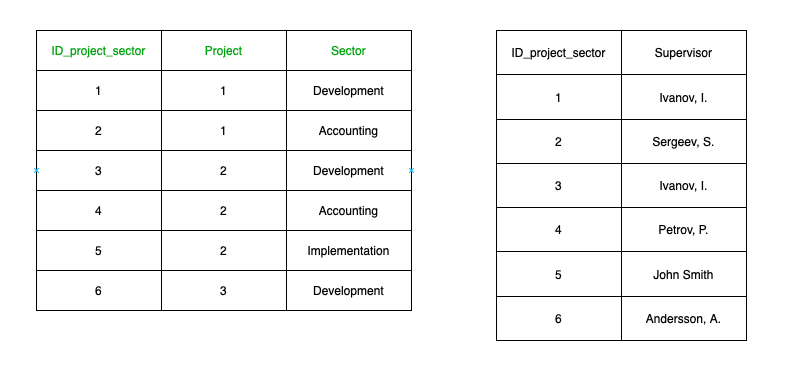 ID_project_sector Project Sector
1 1 Development
2 1 Accounting
3 2 Development
4 2 Accounting
5 2 Implementation
6 3 Development
ID_project_sector Supervisor
1 Ivanov, I.
2 Sergeev, S.
3 Ivanov, I.
4 Petrov, P.
5 John Smith
6 Andersson, A.